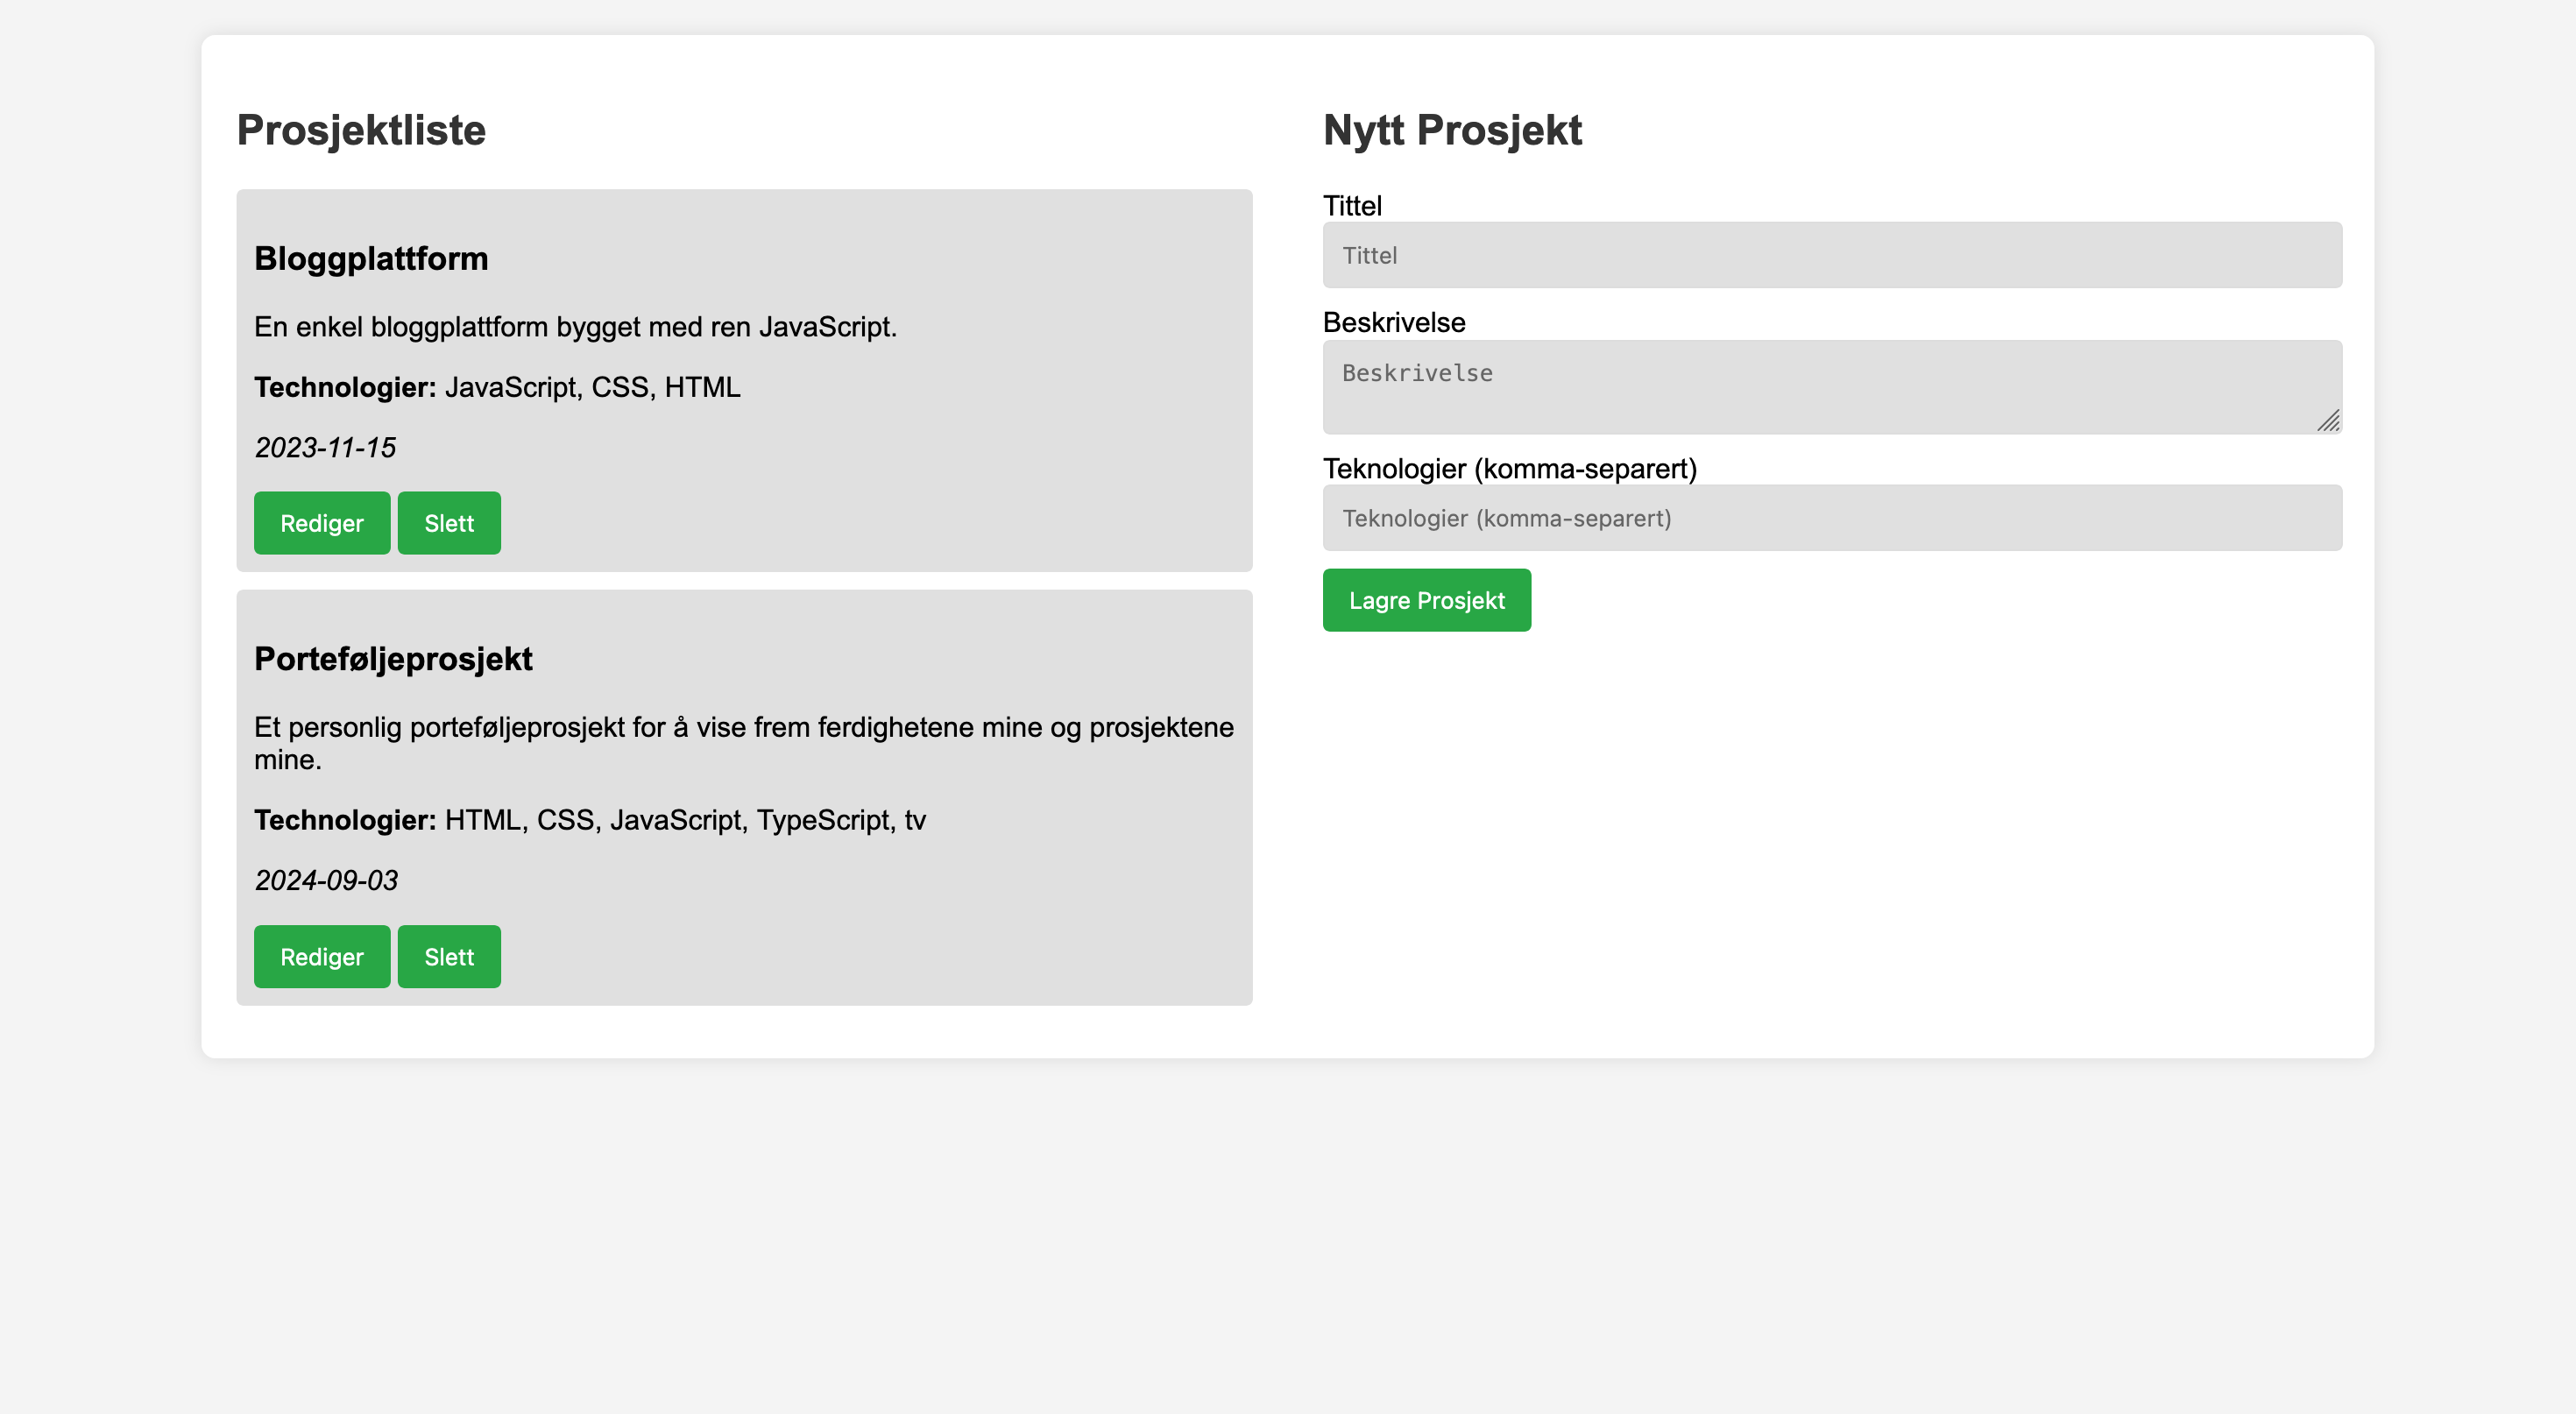 Prosjektliste
Bloggplattform
En enkel bloggplattform bygget med ren JavaScript.
Technologier: JavaScript, CSS, HTML
2023-11-15
Rediger
Slett
Porteføljeprosjekt
Et personlig porteføljeprosjekt for å vise frem ferdighetene mine og prosjektene
mine.
Technologier: HTML, CSS, JavaScript, TypeScript, tv
2024-09-03
Rediger
Slett
Nytt Prosjekt
Tittel
Tittel
Beskrivelse
Beskrivelse
Teknologier (komma-separert)
Teknologier (komma-separert)
Lagre Prosjekt